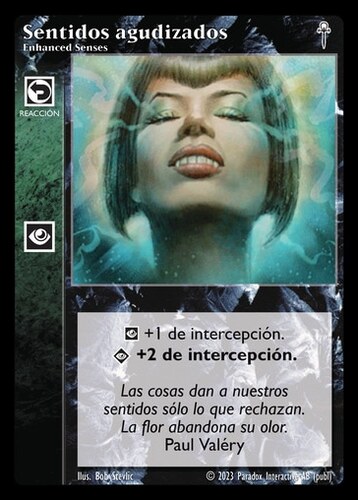 Sentidos agudizados
Enhanced Senses
REACCIÓN
+1 de intercepción.
+2 de intercepción.
Las cosas dan a nuestros
sentidos sólo lo que rechazan.
La flor abandona su olor.
Paul Valéry
Ilus. Bob Stevlic
© 2023 Paradox Interactive AB (publ)